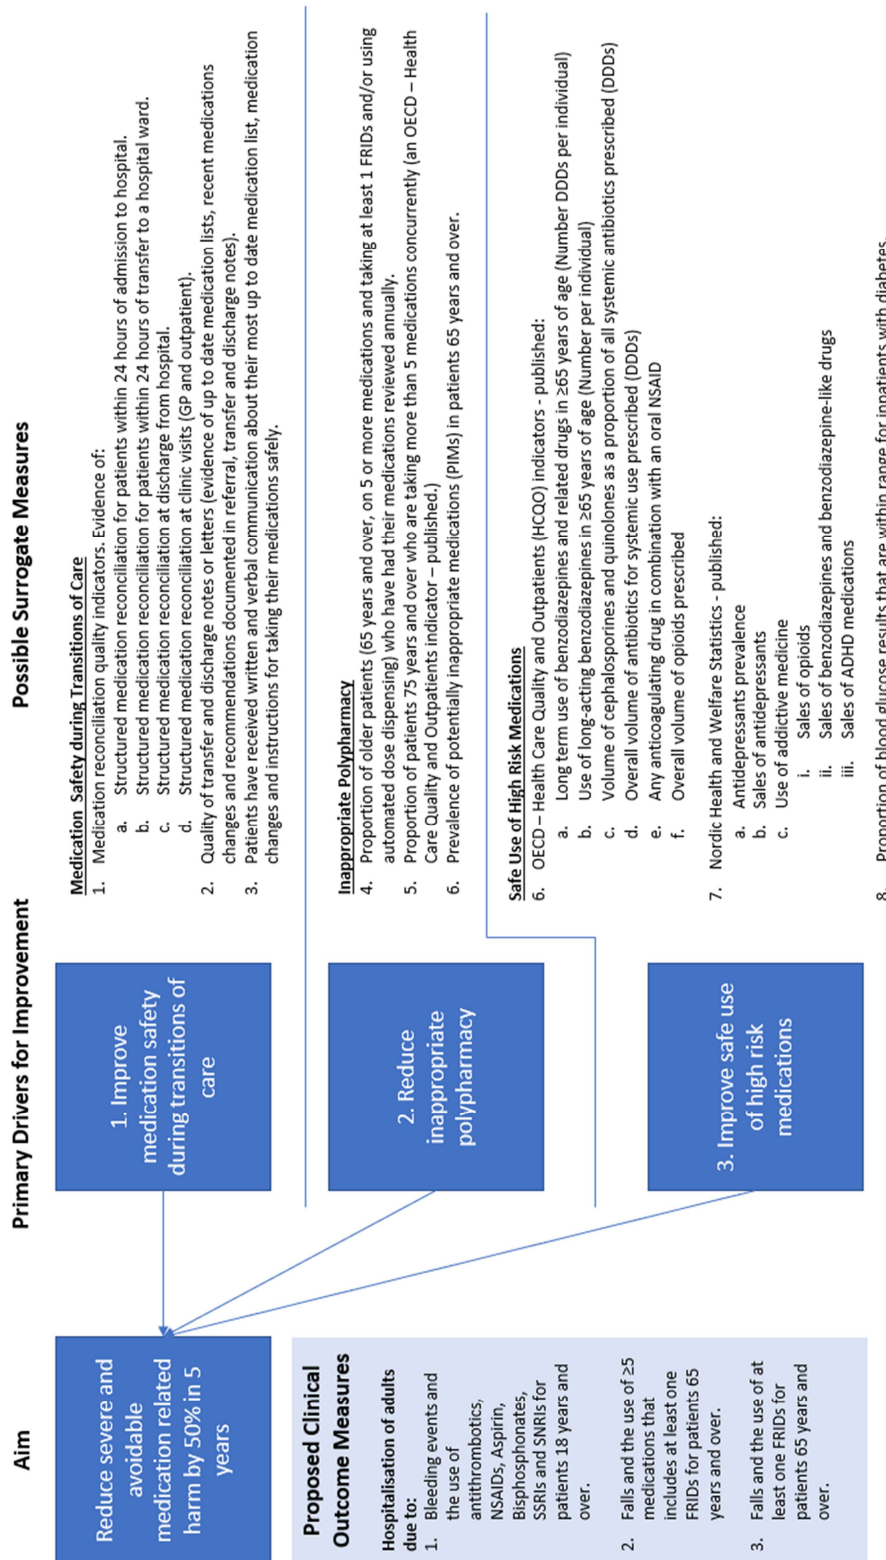 Aim
Primary Drivers for Improvement
Possible Surrogate Measures
Reduce severe and
avoidable
medication related
harm by 50% in 5
years
Proposed Clinical
Outcome Measures
Hospitalisation of adults
due to:
1. Bleeding events and
the use of
antithrombotics,
NSAIDs, Aspirin,
Bisphosphonates,
SSRIs and SNRIs for
patients 18 years and
over.
2. Falls and the use of ≥5
medications that
includes at least one
FRIDs for patients 65
years and over.
3. Falls and the use of at
least one FRIDs for
patients 65 years and
over.
1. Improve
medication safety
during transitions of
care
2. Reduce
inappropriate
polypharmacy
3. Improve safe use
of high risk
medications
Medication Safety during Transitions of Care
1. Medication reconciliation quality indicators. Evidence of:
a. Structured medication reconciliation for patients within 24 hours of admission to hospital.
b. Structured medication reconciliation for patients within 24 hours of transfer to a hospital ward.
c. Structured medication reconciliation at discharge from hospital.
d. Structured medication reconciliation at clinic visits (GP and outpatient).
2. Quality of transfer and discharge notes or letters (evidence of up to date medication lists, recent medications
changes and recommendations documented in referral, transfer and discharge notes).
3. Patients have received written and verbal communication about their most up to date medication list, medication
changes and instructions for taking their medications safely.
Inappropriate Polypharmacy
4. Proportion of older patients (65 years and over, on 5 or more medications and taking at least 1 FRIDs and/or using
automated dose dispensing) who have had their medications reviewed annually.
5. Proportion of patients 75 years and over who are taking more than 5 medications concurrently (an OECD – Health
Care Quality and Outpatients indicator – published.)
6. Prevalence of potentially inappropriate medications (PIMs) in patients 65 years and over.
Safe Use of High Risk Medications
6. OECD – Health Care Quality and Outpatients (HCQO) indicators - published:
a. Long term use of benzodiazepines and related drugs in ≥65 years of age (Number DDDs per individual)
b. Use of long-acting benzodiazepines in ≥65 years of age (Number per individual)
c. Volume of cephalosporines and quinolones as a proportion of all systemic antibiotics prescribed (DDDs)
d. Overall volume of antibiotics for systemic use prescribed (DDDs)
e. Any anticoagulating drug in combination with an oral NSAID
f. Overall volume of opioids prescribed
7. Nordic Health and Welfare Statistics - published:
a. Antidepressants prevalence
b. Sales of antidepressants
c. Use of addictive medicine
i. Sales of opioids
ii. Sales of benzodiazepines and benzodiazepine-like drugs
iii. Sales of ADHD medications
8. Proportion of blood glucose results that are within range for inpatients with diabetes.